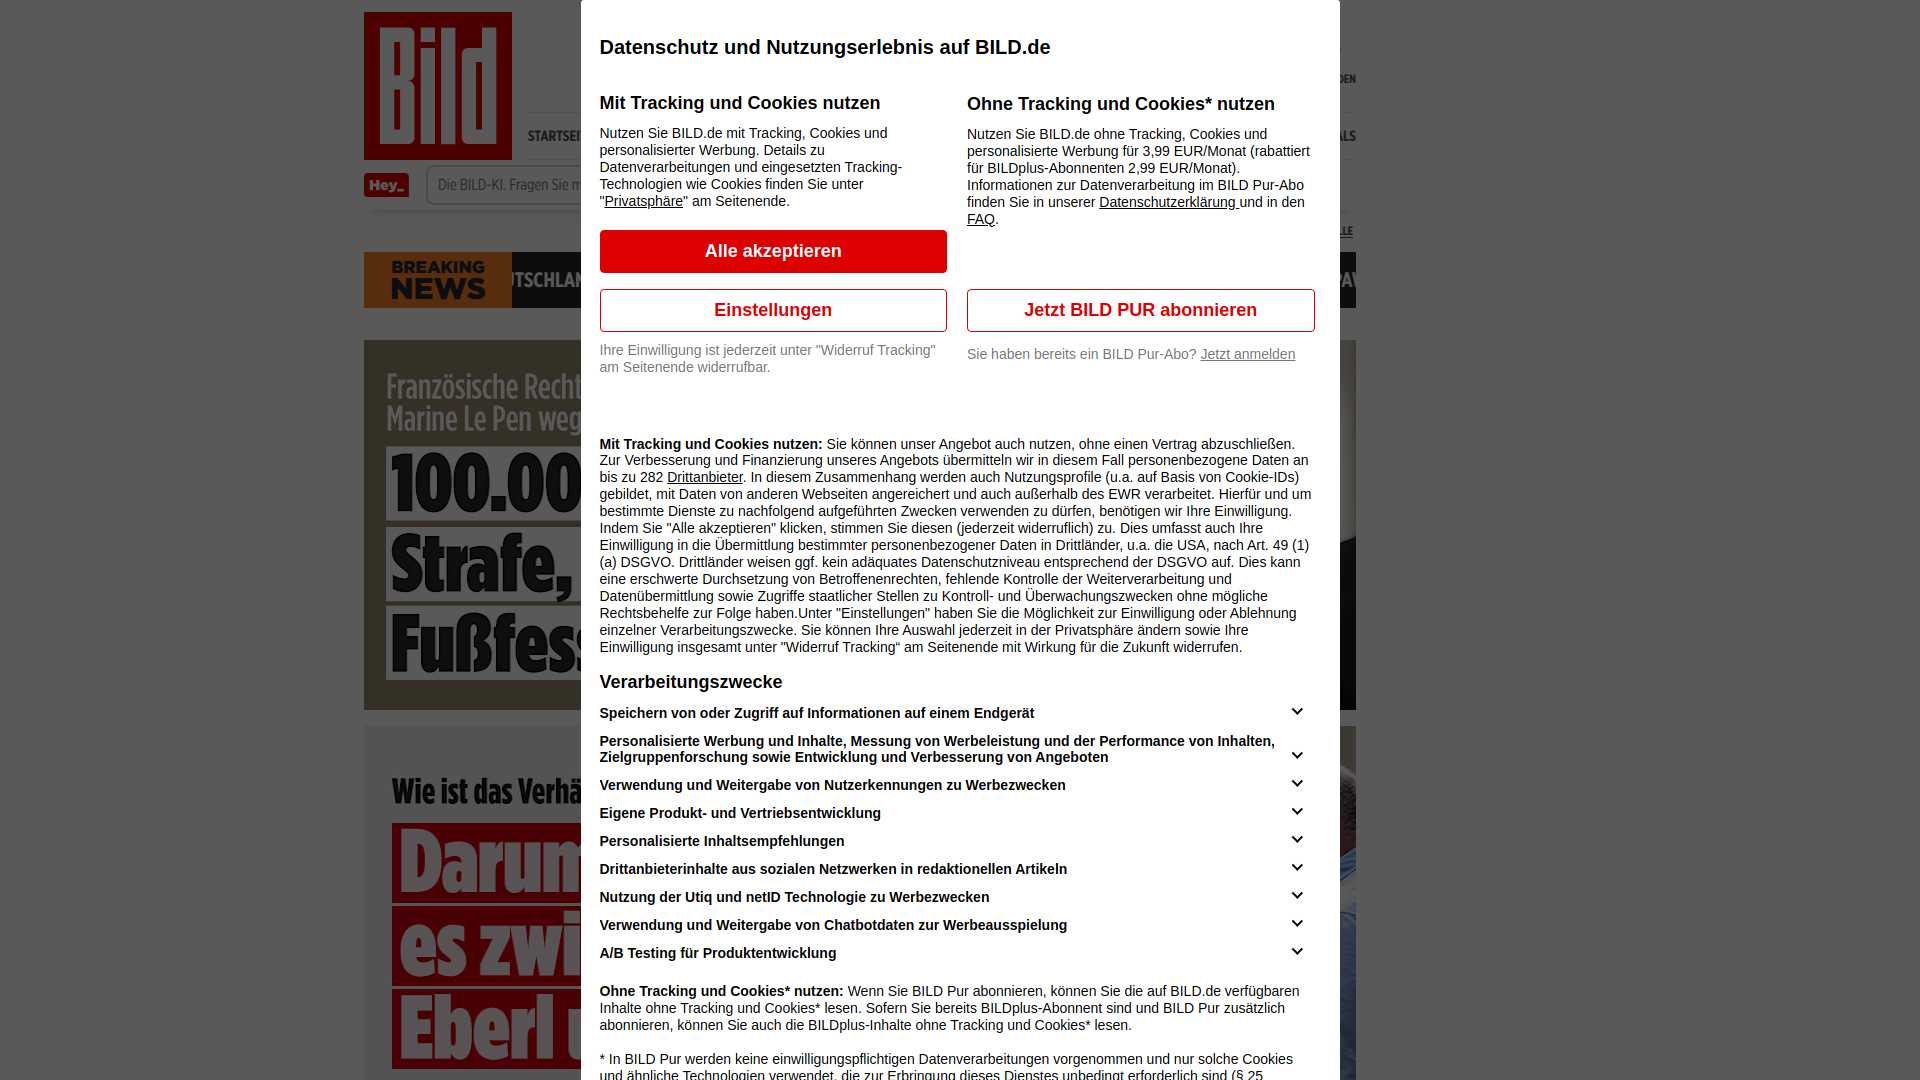 Bild
DEN
STARTSEI
ALS
Hey_
Die BILD-KI. Fragen Sie m
LLE
BREAKING
NEWS
UTSCHLAN
Französische Recht
Marine Le Pen weg
100.00
Strafe,
Fußfess
Wie ist das Verhä
Darum
es zwi
Eberl u
Datenschutz und Nutzungserlebnis auf BILD.de
Mit Tracking und Cookies nutzen
Nutzen Sie BILD.de mit Tracking, Cookies und
personalisierter Werbung. Details zu
Datenverarbeitungen und eingesetzten Tracking-
Technologien wie Cookies finden Sie unter
"Privatsphäre" am Seitenende.
Alle akzeptieren
Einstellungen
Ihre Einwilligung ist jederzeit unter "Widerruf Tracking"
am Seitenende widerrufbar.
Ohne Tracking und Cookies* nutzen
Nutzen Sie BILD.de ohne Tracking, Cookies und
personalisierte Werbung für 3,99 EUR/Monat (rabattiert
für BILDplus-Abonnenten 2,99 EUR/Monat).
Informationen zur Datenverarbeitung im BILD Pur-Abo
finden Sie in unserer Datenschutzerklärung und in den
FAQ.
Jetzt BILD PUR abonnieren
Sie haben bereits ein BILD Pur-Abo? Jetzt anmelden
Mit Tracking und Cookies nutzen: Sie können unser Angebot auch nutzen, ohne einen Vertrag abzuschließen.
Zur Verbesserung und Finanzierung unseres Angebots übermitteln wir in diesem Fall personenbezogene Daten an
bis zu 282 Drittanbieter. In diesem Zusammenhang werden auch Nutzungsprofile (u.a. auf Basis von Cookie-IDs)
gebildet, mit Daten von anderen Webseiten angereichert und auch außerhalb des EWR verarbeitet. Hierfür und um
bestimmte Dienste zu nachfolgend aufgeführten Zwecken verwenden zu dürfen, benötigen wir Ihre Einwilligung.
Indem Sie "Alle akzeptieren" klicken, stimmen Sie diesen (jederzeit widerruflich) zu. Dies umfasst auch Ihre
Einwilligung in die Übermittlung bestimmter personenbezogener Daten in Drittländer, u.a. die USA, nach Art. 49 (1)
(a) DSGVO. Drittländer weisen ggf. kein adäquates Datenschutzniveau entsprechend der DSGVO auf. Dies kann
eine erschwerte Durchsetzung von Betroffenenrechten, fehlende Kontrolle der Weiterverarbeitung und
Datenübermittlung sowie Zugriffe staatlicher Stellen zu Kontroll- und Überwachungszwecken ohne mögliche
Rechtsbehelfe zur Folge haben.Unter "Einstellungen" haben Sie die Möglichkeit zur Einwilligung oder Ablehnung
einzelner Verarbeitungszwecke. Sie können Ihre Auswahl jederzeit in der Privatsphäre ändern sowie Ihre
Einwilligung insgesamt unter "Widerruf Tracking“ am Seitenende mit Wirkung für die Zukunft widerrufen.
Verarbeitungszwecke
Speichern von oder Zugriff auf Informationen auf einem Endgerät
Personalisierte Werbung und Inhalte, Messung von Werbeleistung und der Performance von Inhalten,
Zielgruppenforschung sowie Entwicklung und Verbesserung von Angeboten
Verwendung und Weitergabe von Nutzerkennungen zu Werbezwecken
Eigene Produkt- und Vertriebsentwicklung
Personalisierte Inhaltsempfehlungen
Drittanbieterinhalte aus sozialen Netzwerken in redaktionellen Artikeln
Nutzung der Utiq und netID Technologie zu Werbezwecken
Verwendung und Weitergabe von Chatbotdaten zur Werbeausspielung
A/B Testing für Produktentwicklung
Ohne Tracking und Cookies* nutzen: Wenn Sie BILD Pur abonnieren, können Sie die auf BILD.de verfügbaren
Inhalte ohne Tracking und Cookies* lesen. Sofern Sie bereits BILDplus-Abonnent sind und BILD Pur zusätzlich
abonnieren, können Sie auch die BILDplus-Inhalte ohne Tracking und Cookies* lesen.
* In BILD Pur werden keine einwilligungspflichtigen Datenverarbeitungen vorgenommen und nur solche Cookies
und ähnliche Technologien verwendet, die zur Erbringung dieses Dienstes unbedingt erforderlich sind (§ 25